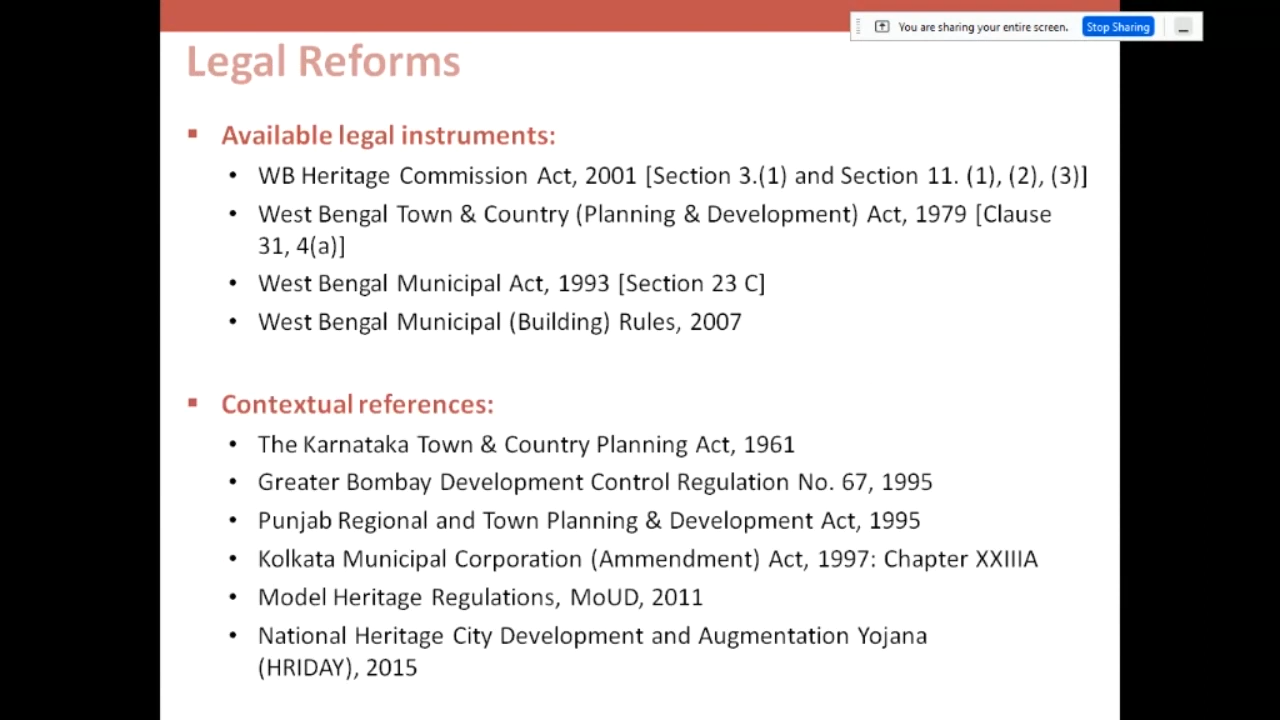 You are sharing your entire screen. Stop Sharing
Legal Reforms
▪ Available legal instruments:
• WB Heritage Commission Act, 2001 [Section 3.(1) and Section 11. (1), (2), (3)]
• West Bengal Town & Country (Planning & Development) Act, 1979 [Clause
31, 4(a)]
• West Bengal Municipal Act, 1993 [Section 23 C]
• West Bengal Municipal (Building) Rules, 2007
▪ Contextual references:
• The Karnataka Town & Country Planning Act, 1961
• Greater Bombay Development Control Regulation No. 67, 1995
• Punjab Regional and Town Planning & Development Act, 1995
• Kolkata Municipal Corporation (Ammendment) Act, 1997: Chapter XXIIIA
• Model Heritage Regulations, MoUD, 2011
• National Heritage City Development and Augmentation Yojana
(HRIDAY), 2015